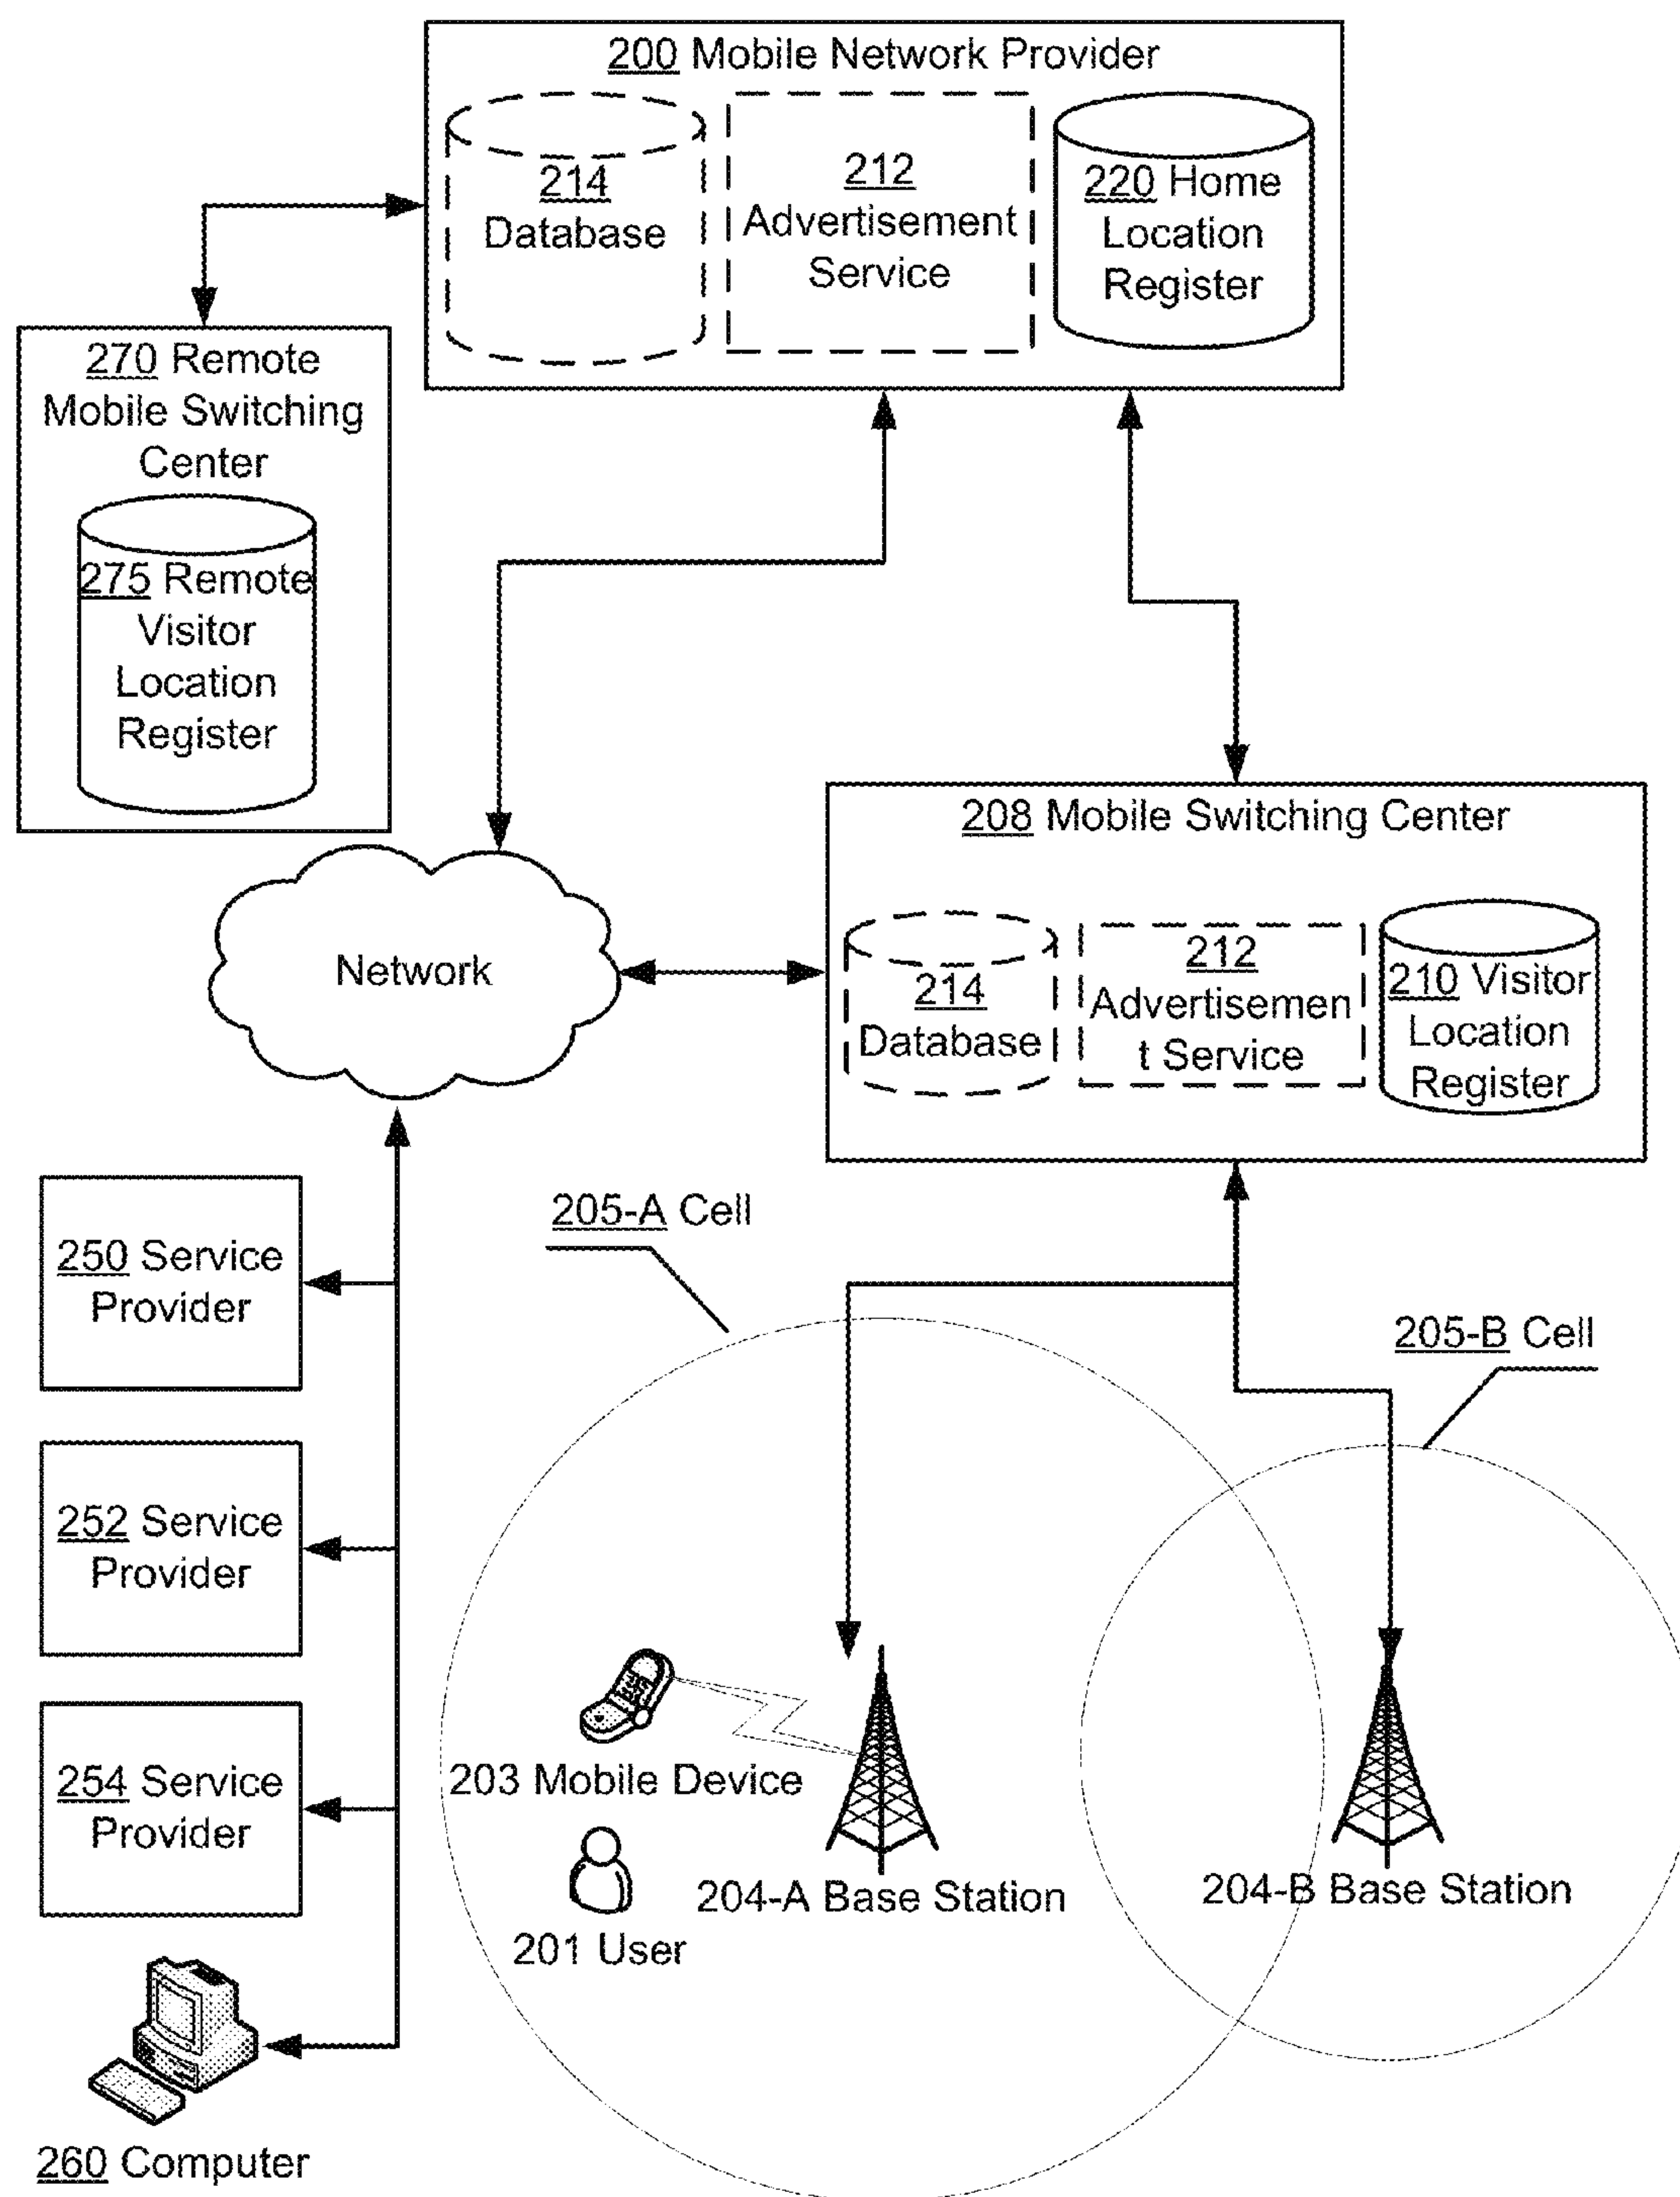 200 Mobile Network Provider
214
Database
212
Advertisement
Service
220 Home
Location
Register
270 Remote
Mobile Switching
Center
275 Remote
Visitor
Location
Register
208 Mobile Switching Center
Network
214
Database
212
Advertisemen
t Service
210 Visitor
Location
Register
205-A Cell
250 Service
Provider
205-B Cell
252 Service
Provider
203 Mobile Device
254 Service
Provider
204-A Base Station
204-B Base Station
201 User
260 Computer